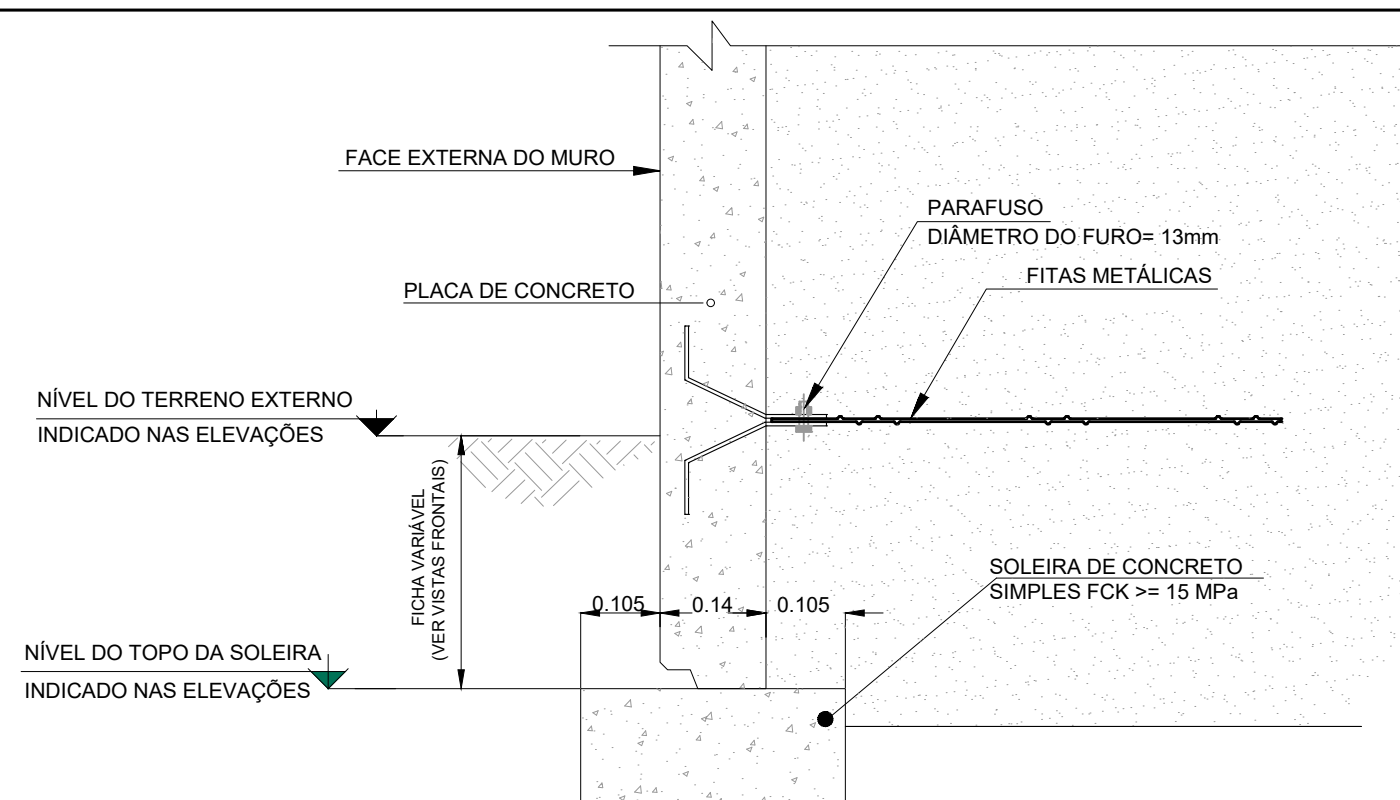 FACE EXTERNA DO MURO
PARAFUSO
DIÂMETRO DO FURO= 13mm
FITAS METÁLICAS
PLACA DE CONCRETO
NÍVEL DO TERRENO EXTERNO
INDICADO NAS ELEVAÇÕES
FICHA VARIÁVEL
(VER VISTAS FRONTAIS)
SOLEIRA DE CONCRETO
SIMPLES FCK >= 15 MPa
0.105
0.14
0.105
NÍVEL DO TOPO DA SOLEIRA
INDICADO NAS ELEVAÇÕES